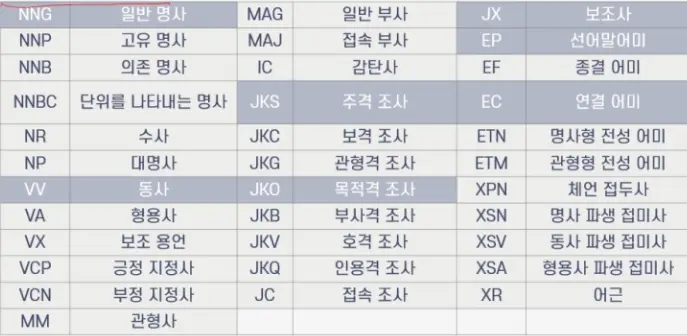 NNG 일반 명사 MAG 일반 부사 JX 보조사
NNP 고유 명사 MAJ 접속 부사 EP 선어말어미
NNB 의존 명사 IC 감탄사 EF 종결 어미
NNBC 단위를 나타내는 명사 JKS 주격 조사 EC 연결 어미
NR 수사 JKC 보격 조사 ETN 명사형 전성 어미
NP 대명사 JKG 관형격 조사 ETM 관형형 전성 어미
VV 동사 JKO 목적격 조사 XPN 체언 접두사
VA 형용사 JKB 부사격 조사 XSN 명사 파생 접미사
VX 보조 용언 JKV 호격 조사 XSV 동사 파생 접미사
VCP 긍정 지정사 JKQ 인용격 조사 XSA 형용사 파생 접미사
VCN 부정 지정사 JC 접속 조사 XR 어근
MM 관형사